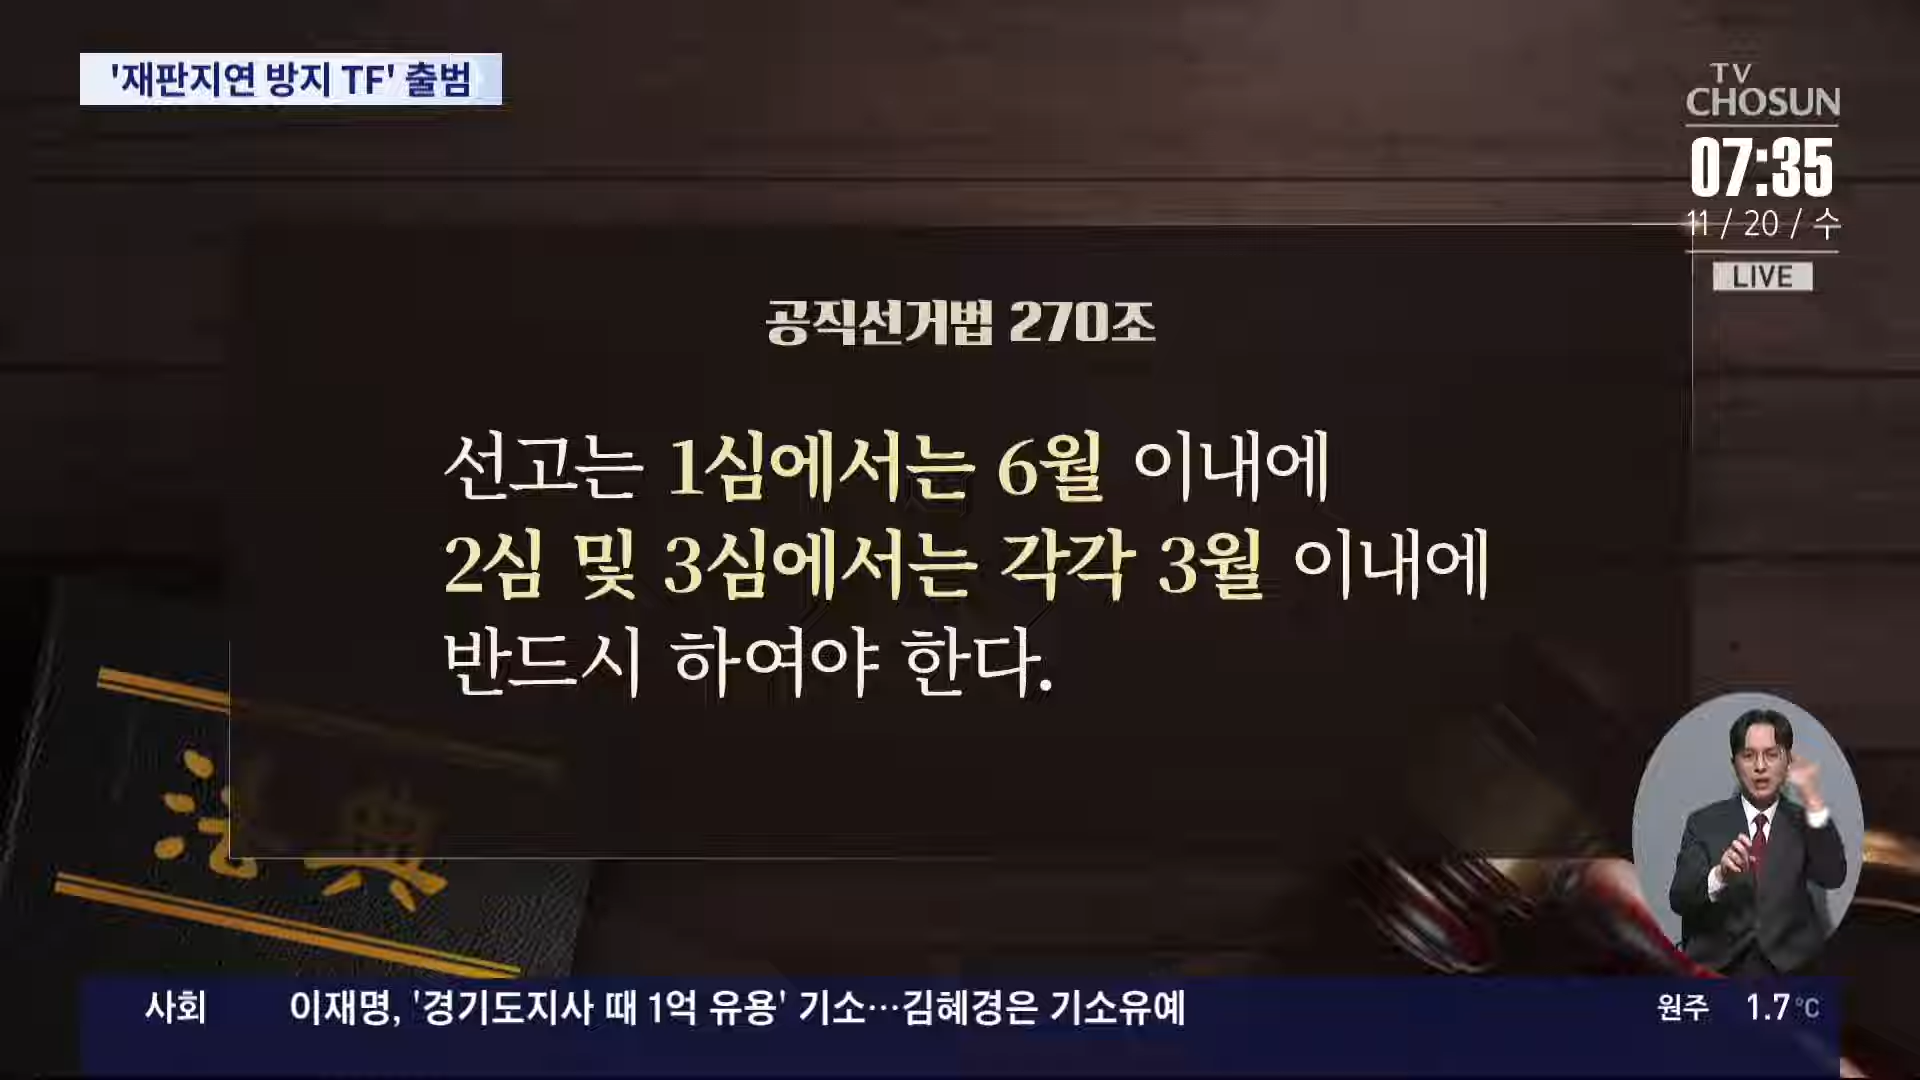 '재판지연 방지 TF' 출범
TV
CHOSUN
07:35
11 / 20 / 수
LIVE
공직선거법 270조
선고는 1심에서는 6월 이내에
2심 및 3심에서는 각각 3월 이내에
반드시 하여야 한다.
法典
사회 이재명, '경기도지사 때 1억 유용' 기소…김혜경은 기소유예
원주 1.7℃